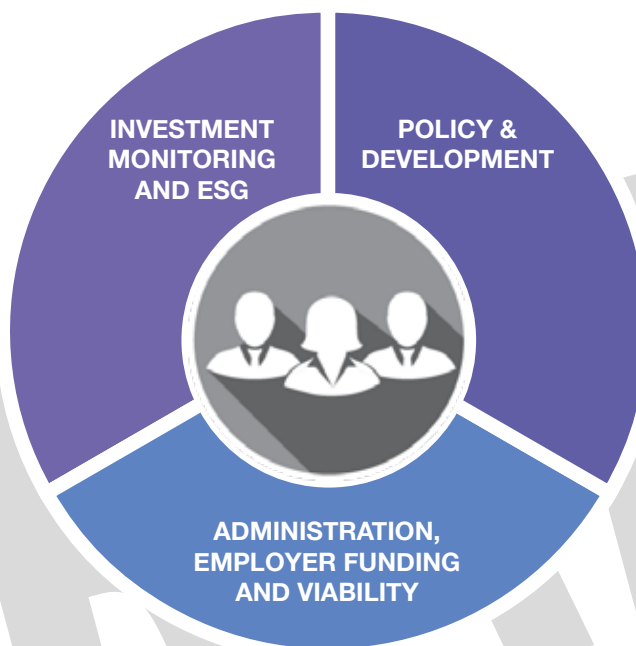 INVESTMENT
MONITORING
AND ESG
POLICY &
DEVELOPMENT
ADMINISTRATION,
EMPLOYER FUNDING
AND VIABILITY